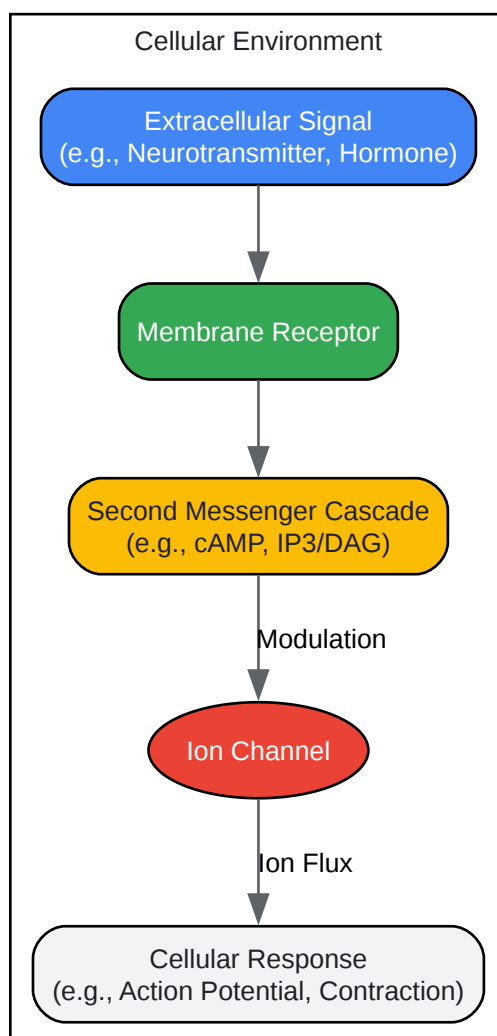 Cellular Environment
Extracellular Signal
(e.g., Neurotransmitter, Hormone)
Membrane Receptor
Second Messenger Cascade
(e.g., cAMP, IP3/DAG)
Modulation
Ion Channel
Ion Flux
Cellular Response
(e.g., Action Potential, Contraction)